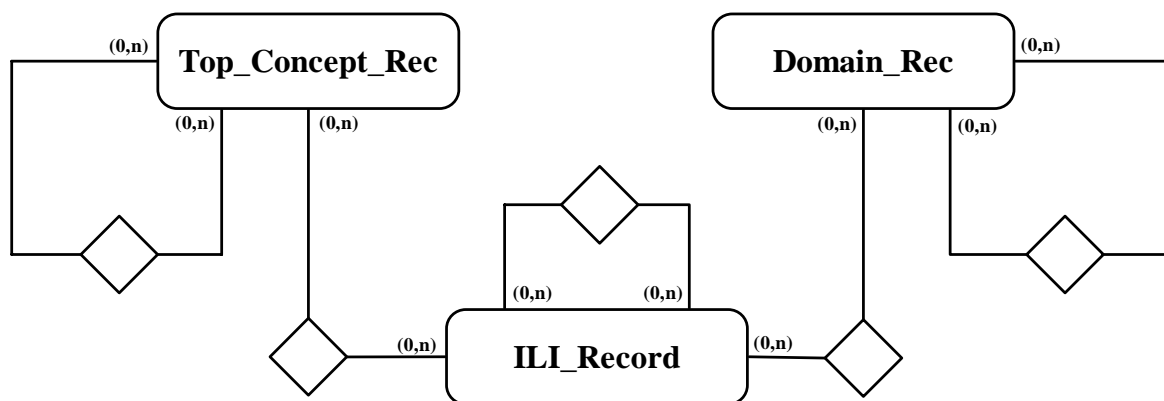 (0,n)
Top_Concept_Rec
Domain_Rec
(0,n)
(0,n)
(0,n)
(0,n)
(0,n)
(0,n)
(0,n)
(0,n)
ILI_Record
(0,n)